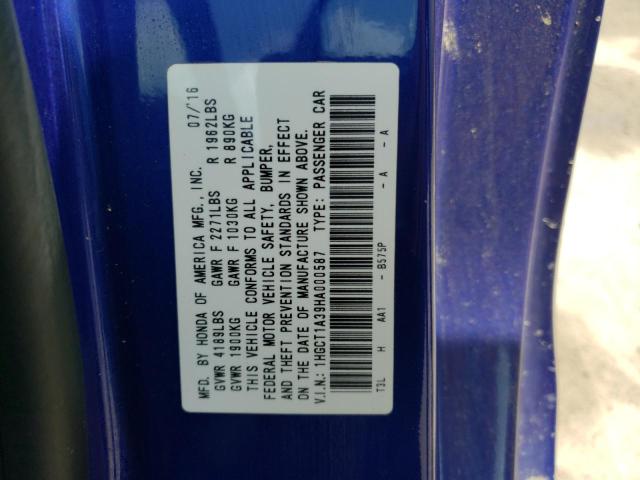 MFD. BY HONDA OF AMERICA MFG., INC. 07/'16
GVWR 4189LBS GAWR F 2271LBS R 1962LBS
GVWR 1900KG GAWR F 1030KG R 890KG
THIS VEHICLE CONFORMS TO ALL APPLICABLE
FEDERAL MOTOR VEHICLE SAFETY, BUMPER,
AND THEFT PREVENTION STANDARDS IN EFFECT
ON THE DATE OF MANUFACTURE SHOWN ABOVE.
V.I.N.: 1HGCT1A39HA000587 TYPE: PASSENGER CAR
T3L H AA1 - B575P - A - A